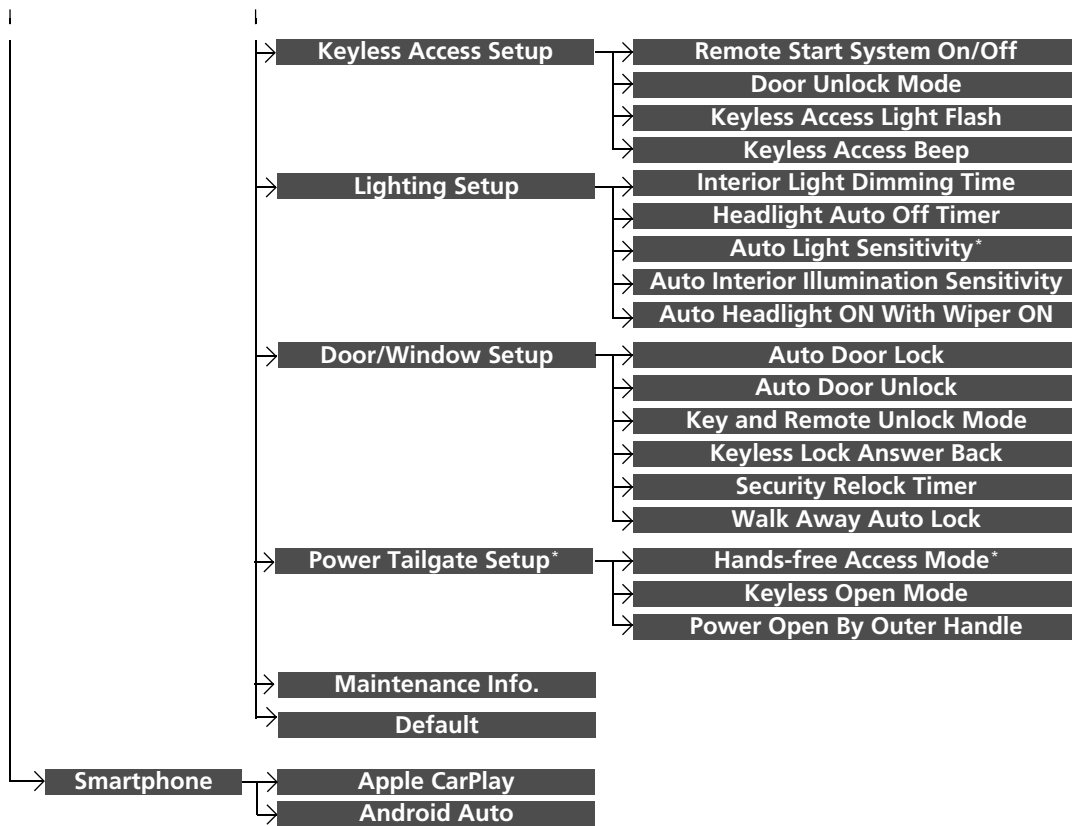 Keyless Access Setup
Remote Start System On/Off
Door Unlock Mode
Keyless Access Light Flash
Keyless Access Beep
Lighting Setup
Interior Light Dimming Time
Headlight Auto Off Timer
Auto Light Sensitivity*
Auto Interior Illumination Sensitivity
Auto Headlight ON With Wiper ON
Door/Window Setup
Auto Door Lock
Auto Door Unlock
Key and Remote Unlock Mode
Keyless Lock Answer Back
Security Relock Timer
Walk Away Auto Lock
Power Tailgate Setup*
Hands-free Access Mode*
Keyless Open Mode
Power Open By Outer Handle
Maintenance Info.
Default
Smartphone
Apple CarPlay
Android Auto